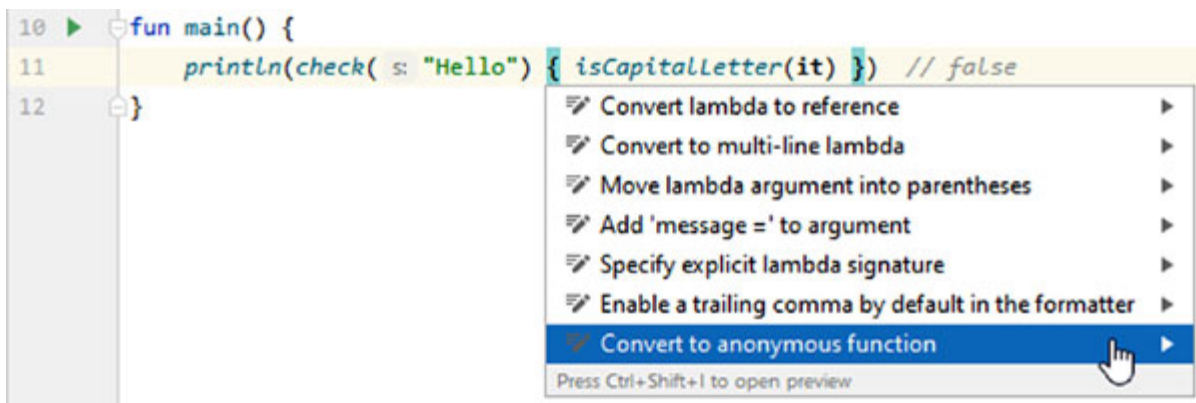 10 fun main() {
11 println(check( s: "Hello") { isCapitalLetter(it) }) // false
12 }
Convert lambda to reference
Convert to multi-line lambda
Move lambda argument into parentheses
Add 'message =' to argument
Specify explicit lambda signature
Enable a trailing comma by default in the formatter
Convert to anonymous function
Press Ctrl+Shift+I to open preview